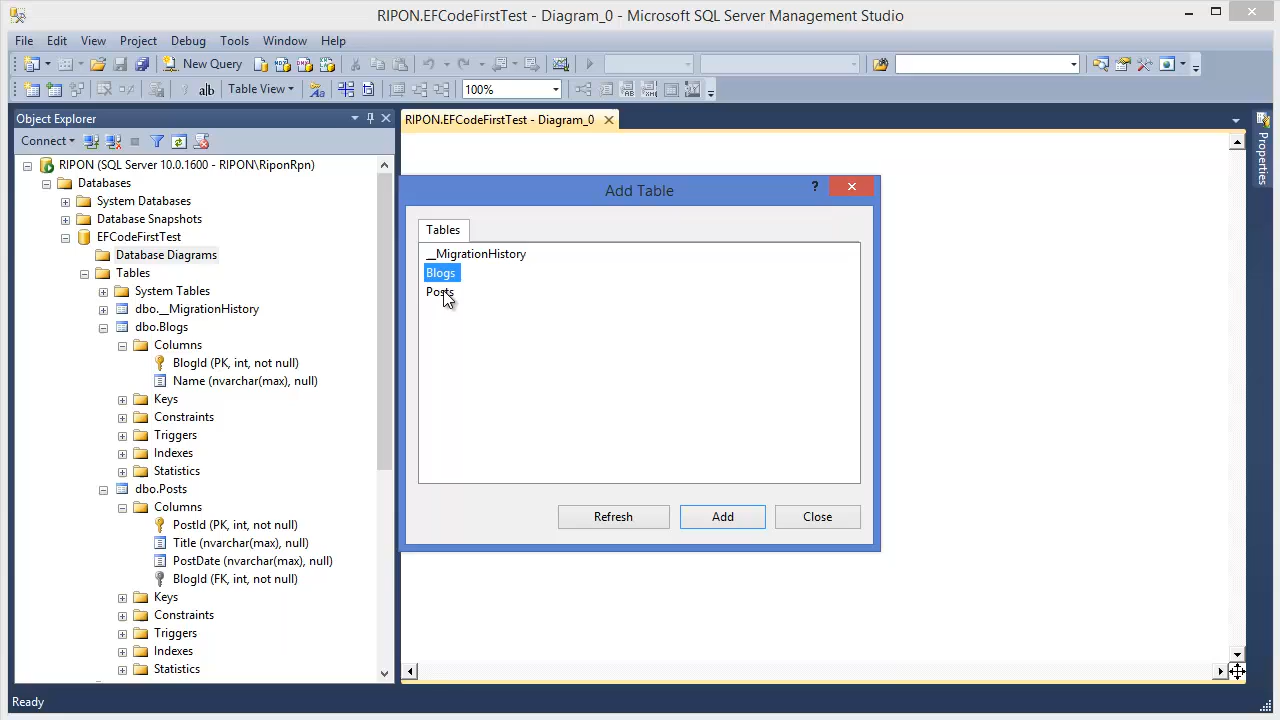 RIPON.EFCodeFirstTest - Diagram_0 - Microsoft SQL Server Management Studio
File Edit View Project Debug Tools Window Help
New Query
Table View 100%
Object Explorer
RIPON.EFCodeFirstTest - Diagram_0
Properties
Connect
RIPON (SQL Server 10.0.1600 - RIPON\RiponRpn)
Databases
System Databases
Database Snapshots
EFCodeFirstTest
Database Diagrams
Tables
System Tables
dbo.__MigrationHistory
dbo.Blogs
Columns
BlogId (PK, int, not null)
Name (nvarchar(max), null)
Keys
Constraints
Triggers
Indexes
Statistics
dbo.Posts
Columns
PostId (PK, int, not null)
Title (nvarchar(max), null)
PostDate (nvarchar(max), null)
BlogId (FK, int, not null)
Keys
Constraints
Triggers
Indexes
Statistics
Add Table
?
Tables
__MigrationHistory
Blogs
Posts
Refresh Add Close
Ready